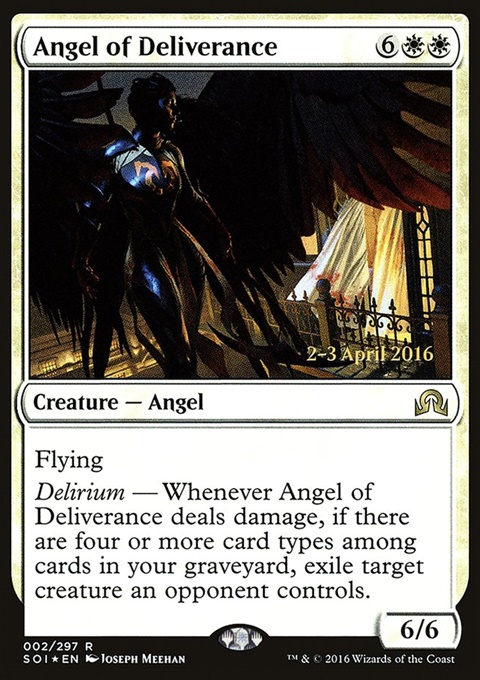 Angel of Deliverance 6
2–3 April 2016
Creature — Angel
Flying
Delirium — Whenever Angel of
Deliverance deals damage, if there
are four or more card types among
cards in your graveyard, exile target
creature an opponent controls.
6/6
002/297 R
SOI★EN Joseph Meehan
™ & © 2016 Wizards of the Coast